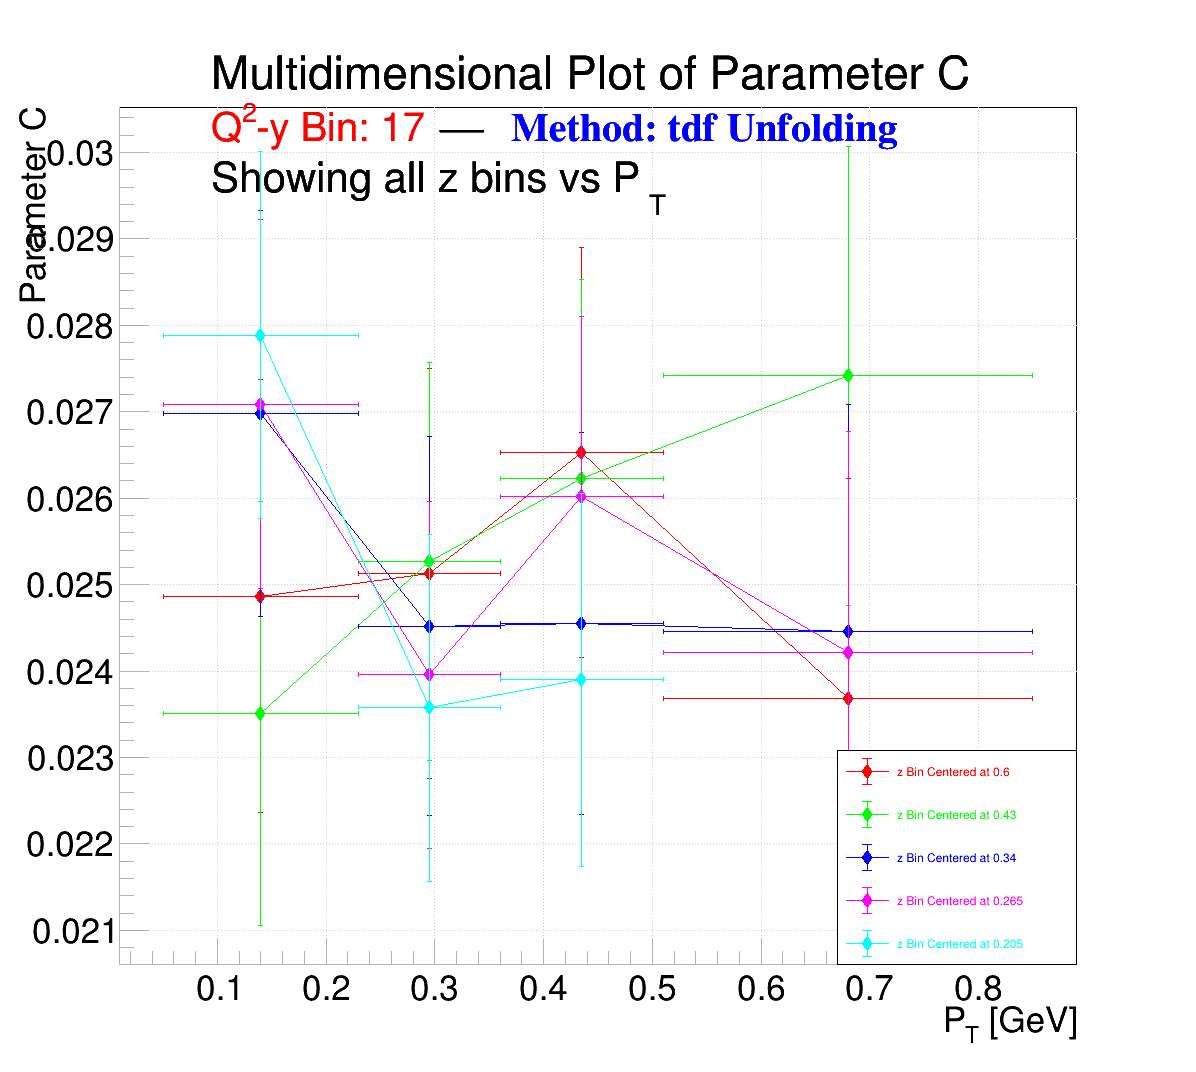 Multidimensional Plot of Parameter C
Q2-y Bin: 17 — Method: tdf Unfolding
Showing all z bins vs P T
Parameter C
0.03
0.029
0.028
0.027
0.026
0.025
0.024
0.023
0.022
0.021
z Bin Centered at 0.6
z Bin Centered at 0.43
z Bin Centered at 0.34
z Bin Centered at 0.265
z Bin Centered at 0.205
0.1 0.2 0.3 0.4 0.5 0.6 0.7 0.8
PT [GeV]